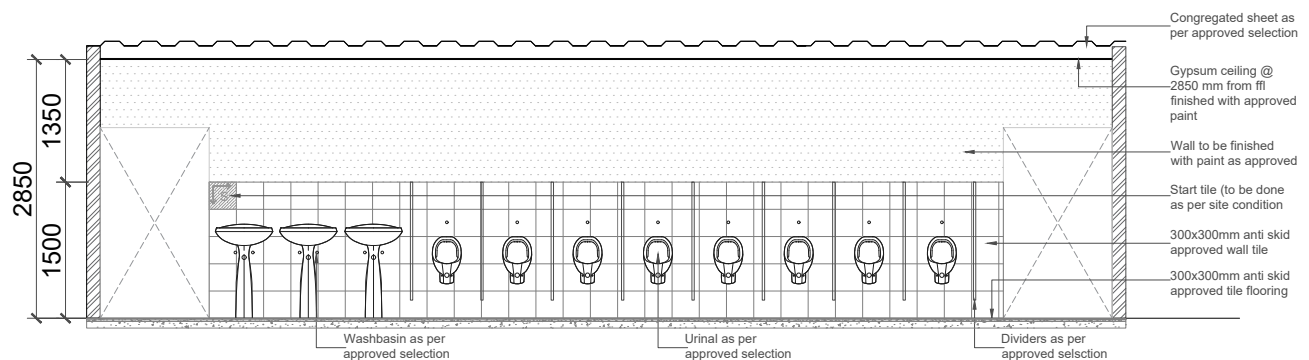 Congregated sheet as
per approved selection
Gypsum ceiling @
2850 mm from ffl
finished with approved
paint
Wall to be finished
with paint as approved
Start tile (to be done
as per site condition
300x300mm anti skid
approved wall tile
300x300mm anti skid
approved tile flooring
2850
1350
1500
Washbasin as per
approved selection
Urinal as per
approved selection
Dividers as per
approved selection